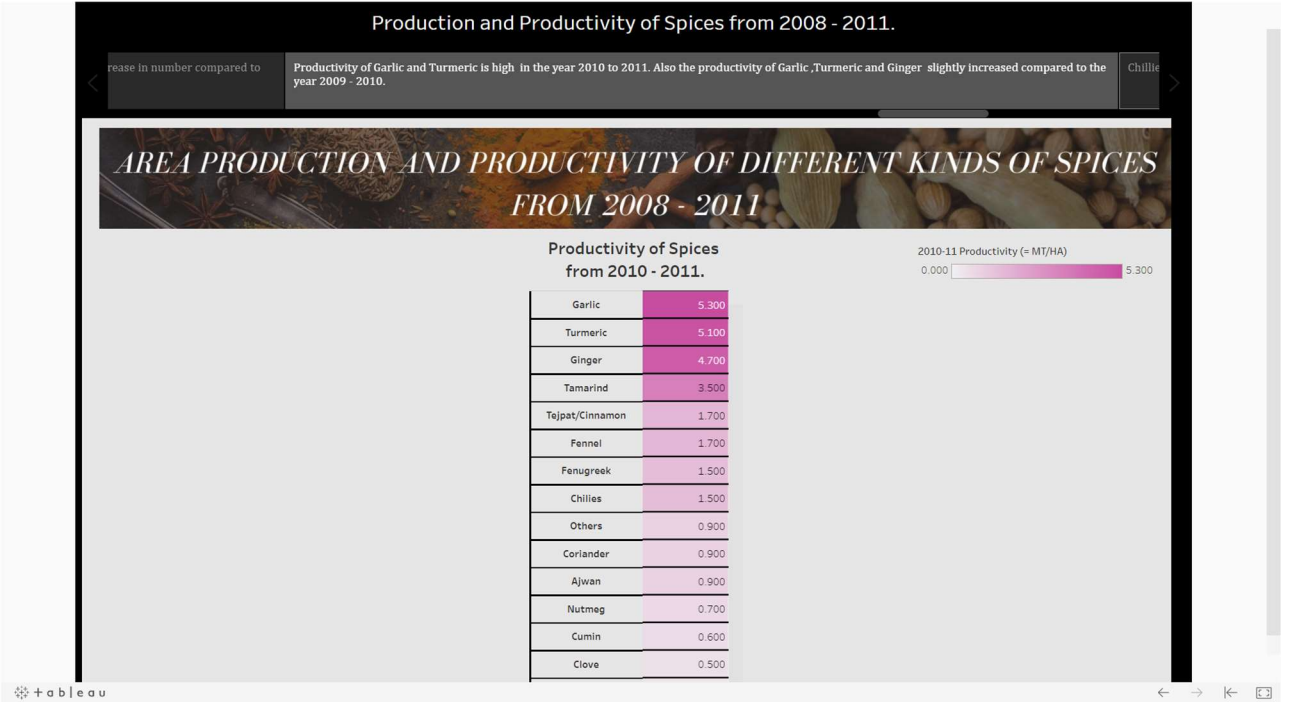 Production and Productivity of Spices from 2008 - 2011.
rease in number compared to
Productivity of Garlic and Turmeric is high in the year 2010 to 2011. Also the productivity of Garlic ,Turmeric and Ginger slightly increased compared to the
year 2009 - 2010.
Chillie
AREA PRODUCTION AND PRODUCTIVITY OF DIFFERENT KINDS OF SPICES
FROM 2008 - 2011
Productivity of Spices
from 2010 - 2011.
2010-11 Productivity (= MT/HA)
0.000 5.300
Garlic 5.300
Turmeric 5.100
Ginger 4.700
Tamarind 3.500
Tejpat/Cinnamon 1.700
Fennel 1.700
Fenugreek 1.500
Chilies 1.500
Others 0.900
Coriander 0.900
Ajwan 0.900
Nutmeg 0.700
Cumin 0.600
Clove 0.500
+ a b | e a u